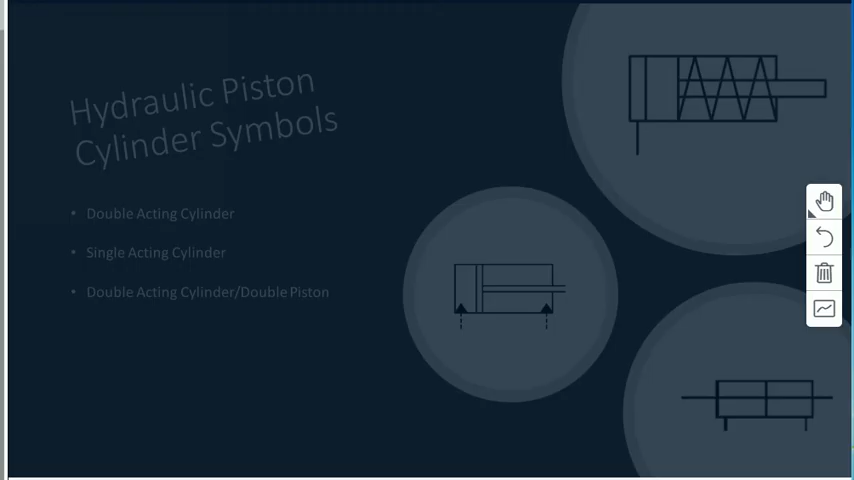 Hydraulic Piston
Cylinder Symbols
• Double Acting Cylinder
• Single Acting Cylinder
• Double Acting Cylinder/Double Piston